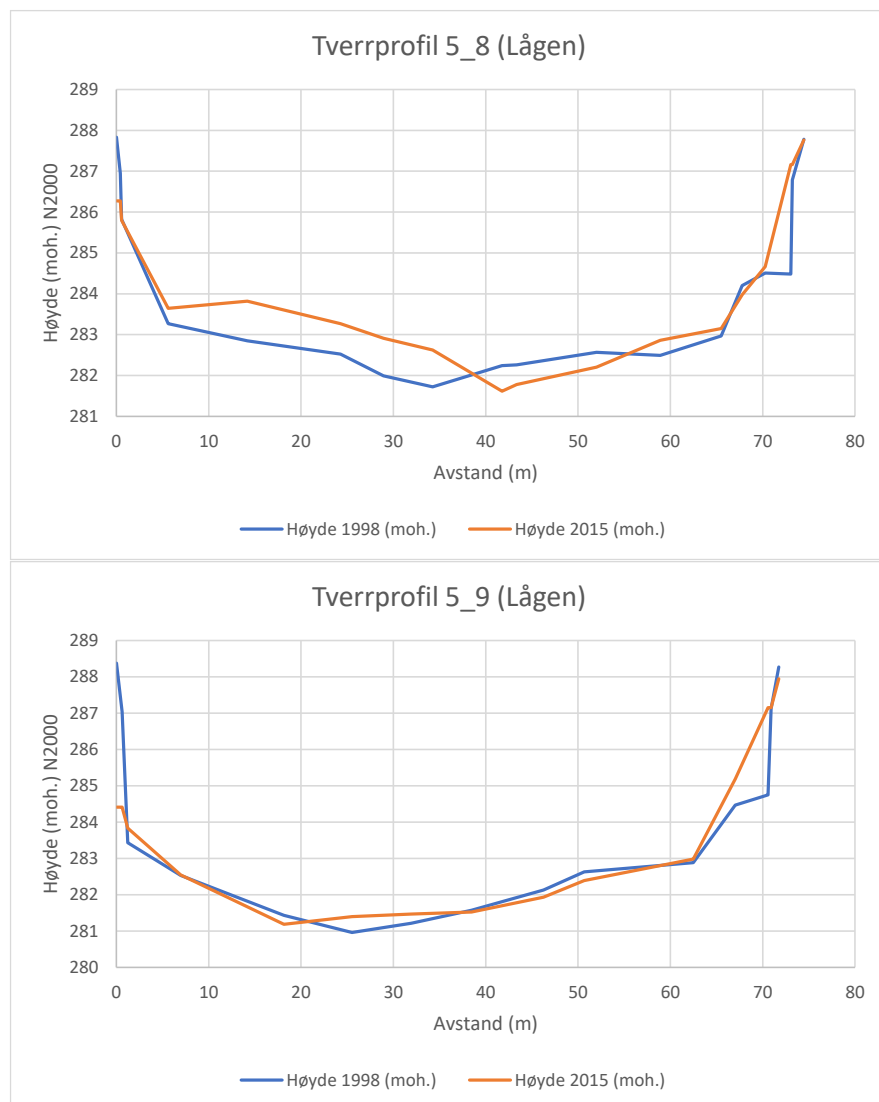 Tverrprofil 5_8 (Lågen)
Høyde (moh.) N2000
289
288
287
286
285
284
283
282
281
0 10 20 30 40 50 60 70 80
Avstand (m)
Høyde 1998 (moh.) Høyde 2015 (moh.)
Tverrprofil 5_9 (Lågen)
Høyde (moh.) N2000
289
288
287
286
285
284
283
282
281
280
0 10 20 30 40 50 60 70 80
Avstand (m)
Høyde 1998 (moh.) Høyde 2015 (moh.)